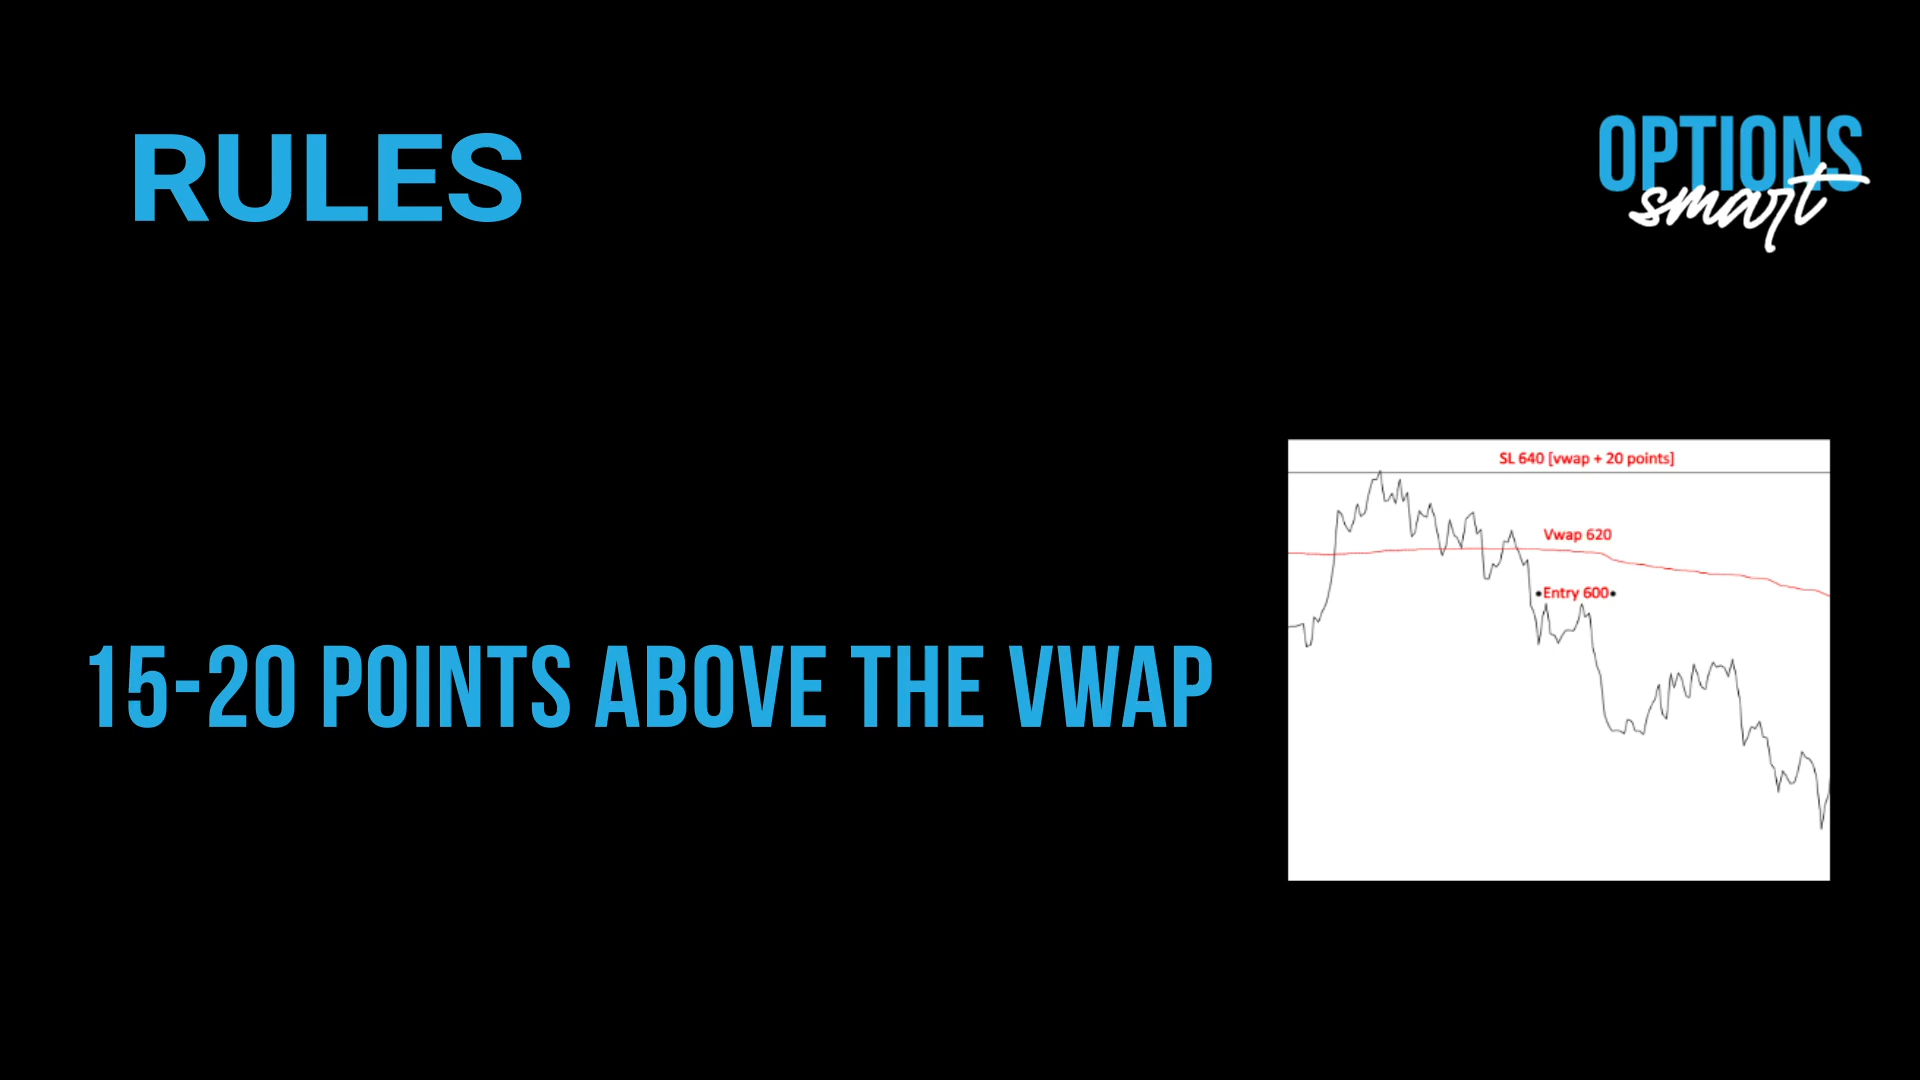 RULES
OPTIONS
smart
SL 640 [vwap + 20 points]
Vwap 620
•Entry 600•
15-20 POINTS ABOVE THE VWAP